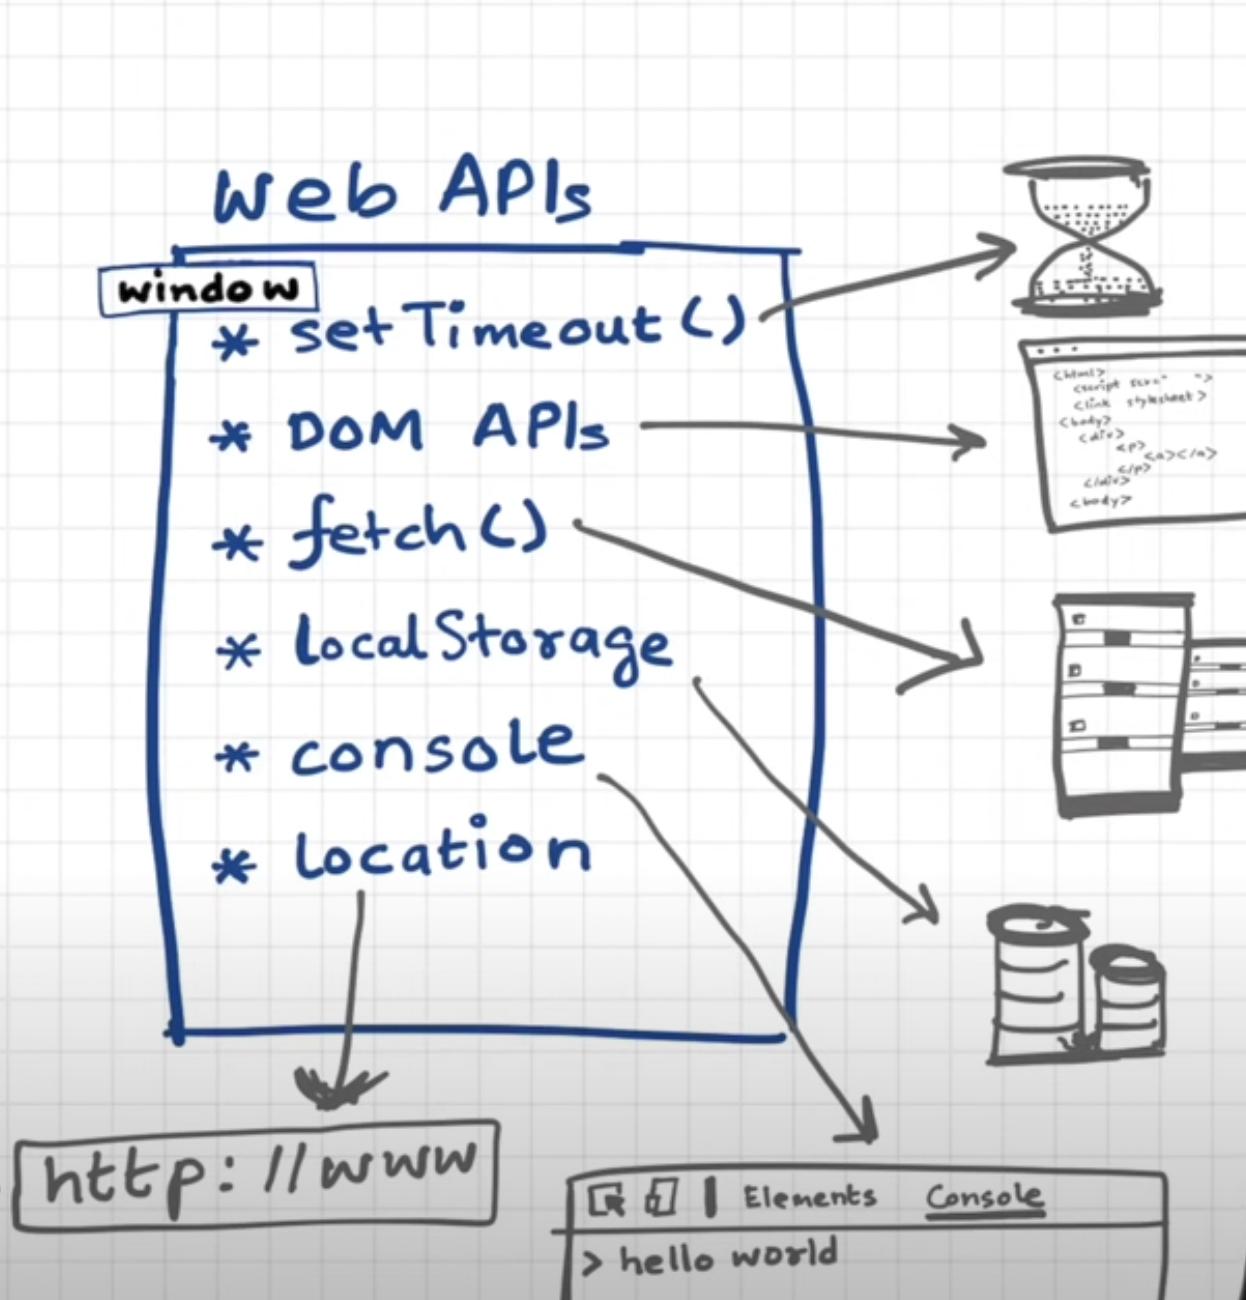 Web APIs
window
* setTimeout()
* DOM APIs
* fetch()
* localStorage
* console
* location
<html>
<script scr=" ">
<link stylesheet>
<body>
<div>
<p>
<a></a>
</p>
</div>
<body>
http://www
Elements Console
> hello world